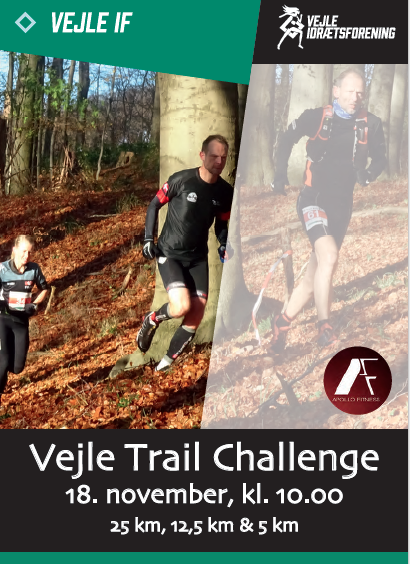 VEJLE IF
VEJLE
IDRÆTSFORENING
APOLLO FITNESS
Vejle Trail Challenge
18. november, kl. 10.00
25 km, 12,5 km & 5 km